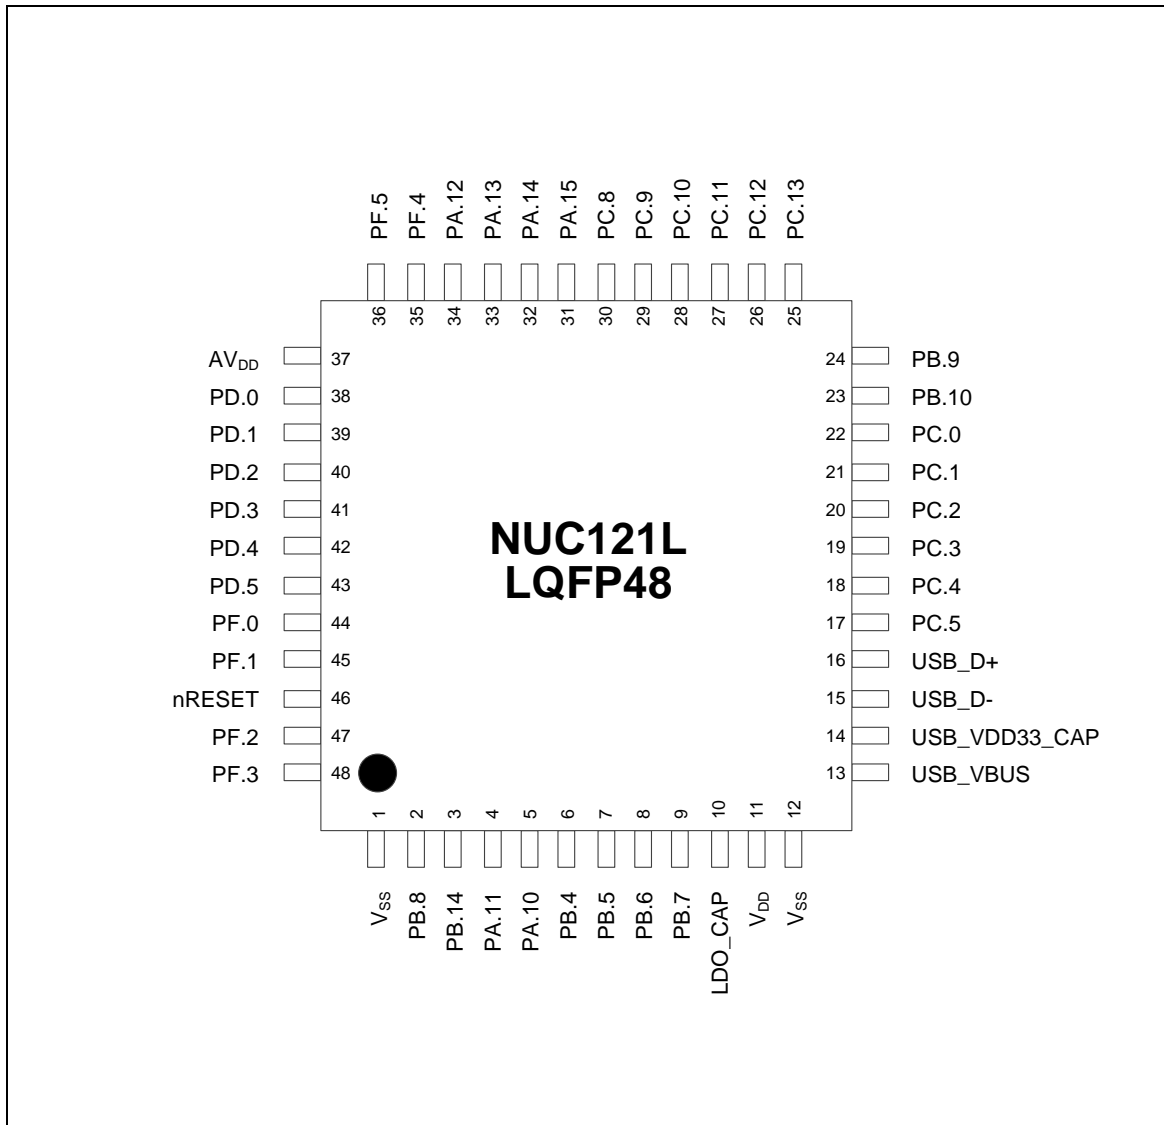 PF.5
PF.4
PA.12
PA.13
PA.14
PA.15
PC.8
PC.9
PC.10
PC.11
PC.12
PC.13
36
35
34
33
32
31
30
29
28
27
26
25
AVDD 37
PD.0 38
PD.1 39
PD.2 40
PD.3 41
PD.4 42
PD.5 43
PF.0 44
PF.1 45
nRESET 46
PF.2 47
PF.3 48
NUC121L
LQFP48
24 PB.9
23 PB.10
22 PC.0
21 PC.1
20 PC.2
19 PC.3
18 PC.4
17 PC.5
16 USB_D+
15 USB_D-
14 USB_VDD33_CAP
13 USB_VBUS
1
2
3
4
5
6
7
8
9
10
11
12
VSS
PB.8
PB.14
PA.11
PA.10
PB.4
PB.5
PB.6
PB.7
LDO_CAP
VDD
VSS